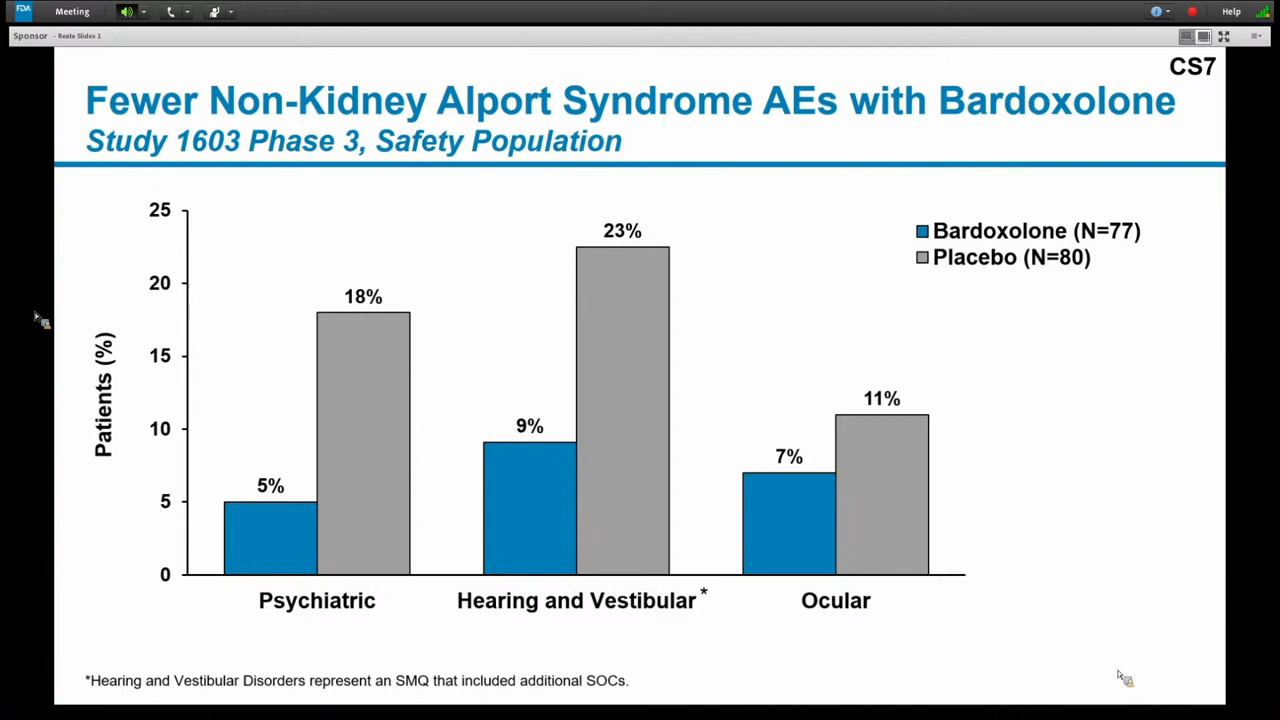 FDA
Meeting
Help
Sponsor - Reata Slides 1
CS7
Fewer Non-Kidney Alport Syndrome AEs with Bardoxolone
Study 1603 Phase 3, Safety Population
Patients (%)
25
20
15
10
5
0
Bardoxolone (N=77)
Placebo (N=80)
5%
18%
9%
23%
7%
11%
Psychiatric
Hearing and Vestibular *
Ocular
*Hearing and Vestibular Disorders represent an SMQ that included additional SOCs.